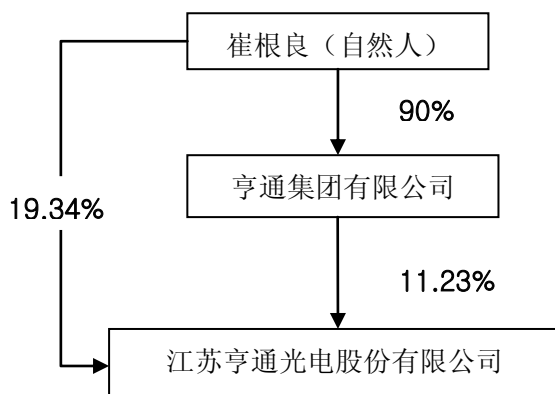 崔根良（自然人）
90%
亨通集团有限公司
19.34%
11.23%
江苏亨通光电股份有限公司